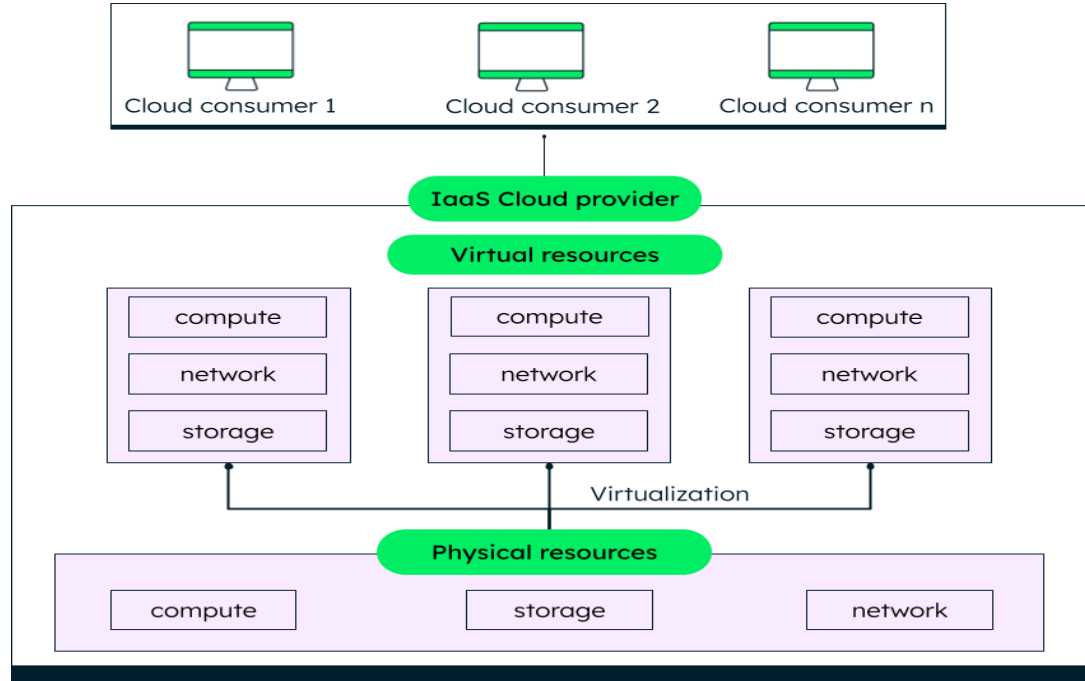 Cloud consumer 1
Cloud consumer 2
Cloud consumer n
IaaS Cloud provider
Virtual resources
compute
network
storage
compute
network
storage
compute
network
storage
Virtualization
Physical resources
compute
storage
network